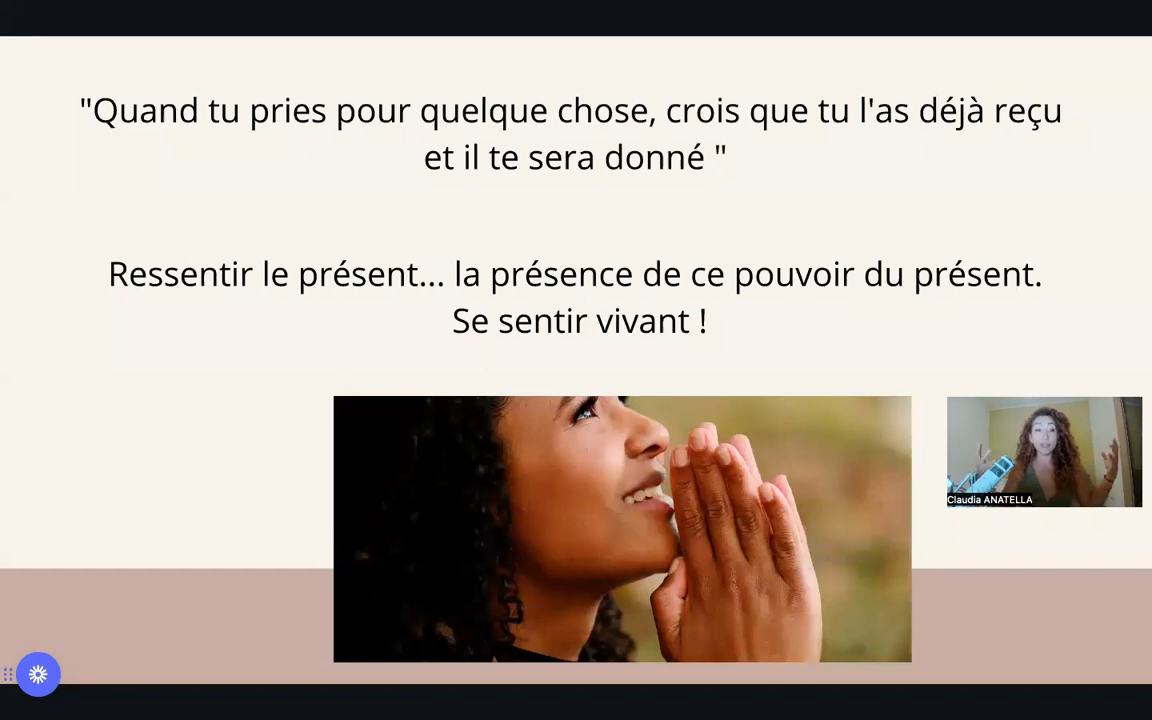 "Quand tu pries pour quelque chose, crois que tu l'as déjà reçu
et il te sera donné "
Ressentir le présent... la présence de ce pouvoir du présent.
Se sentir vivant !
Claudia ANATELLA